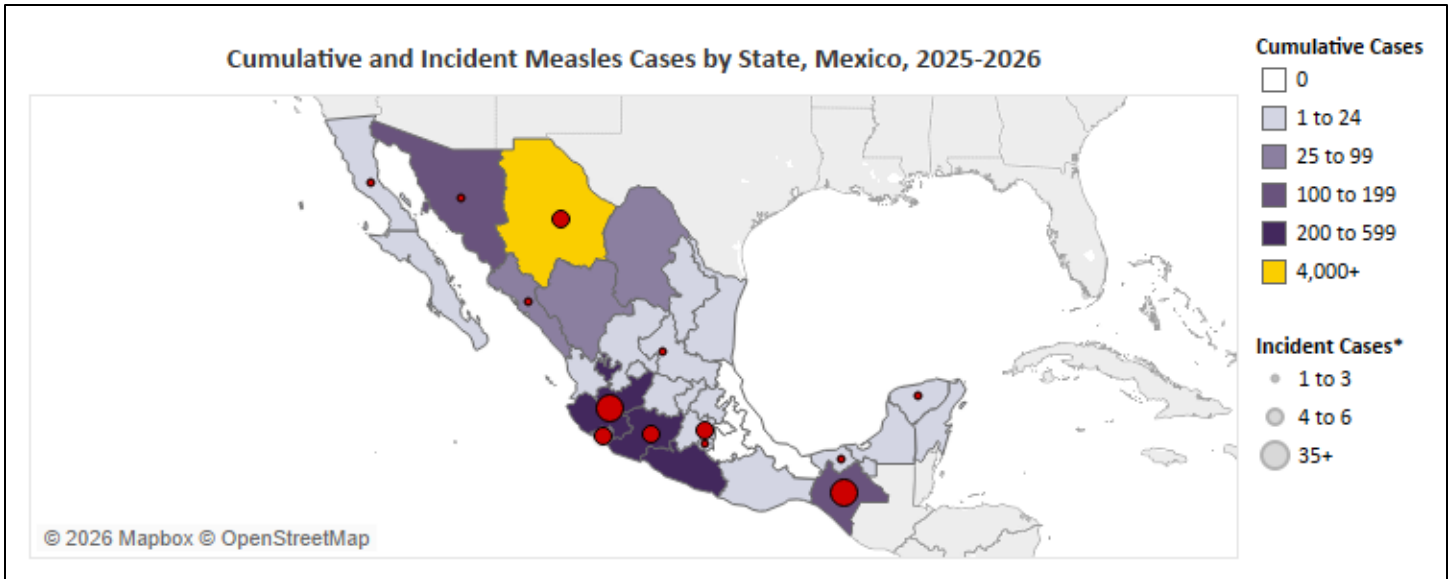 Cumulative and Incident Measles Cases by State, Mexico, 2025-2026
Cumulative Cases
0
1 to 24
25 to 99
100 to 199
200 to 599
4,000+
Incident Cases*
1 to 3
4 to 6
35+
© 2026 Mapbox © OpenStreetMap